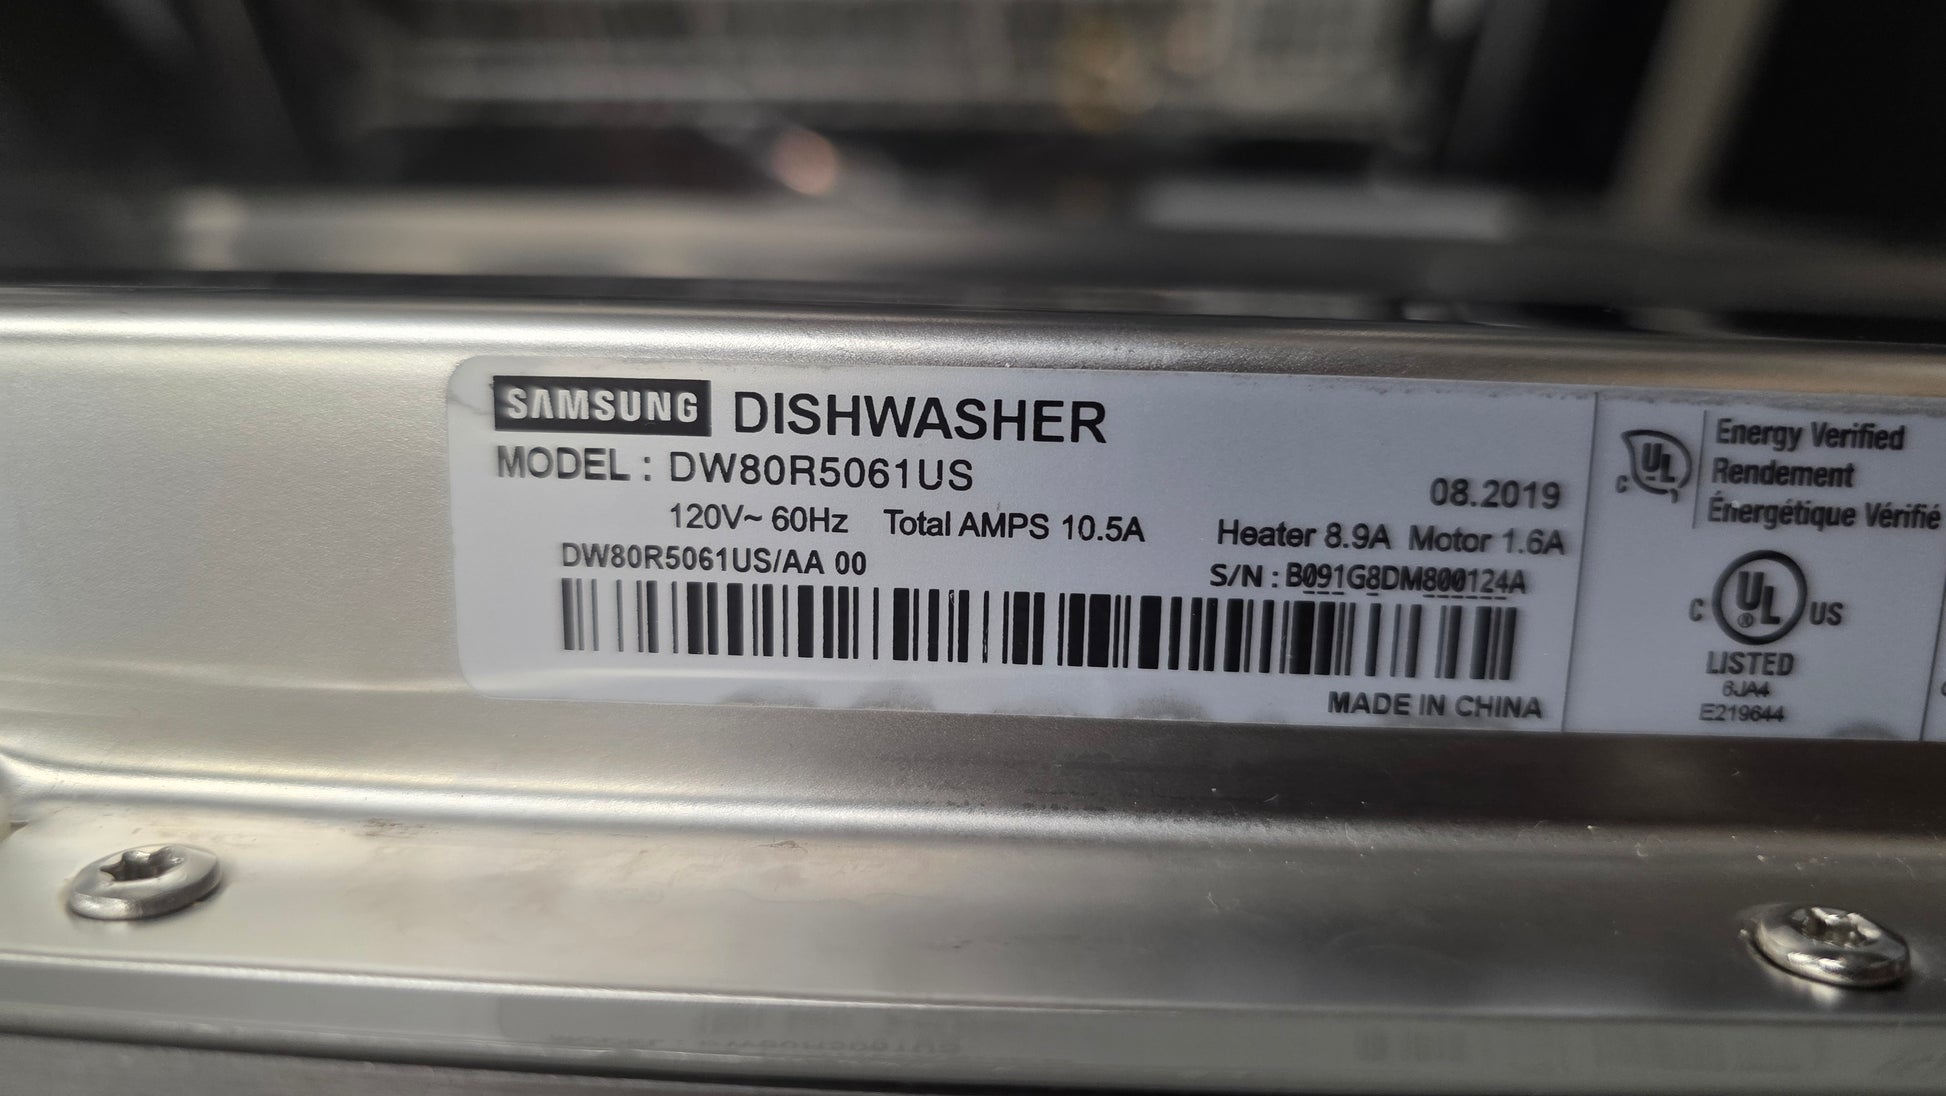 SAMSUNG DISHWASHER
MODEL : DW80R5061US
08.2019
120V~ 60Hz Total AMPS 10.5A Heater 8.9A Motor 1.6A
DW80R5061US/AA 00
S/N : B091G8DM800124A
MADE IN CHINA
C UL
Energy Verified
Rendement
Énergétique Vérifié
C UL ® US
LISTED
6JA4
E219644